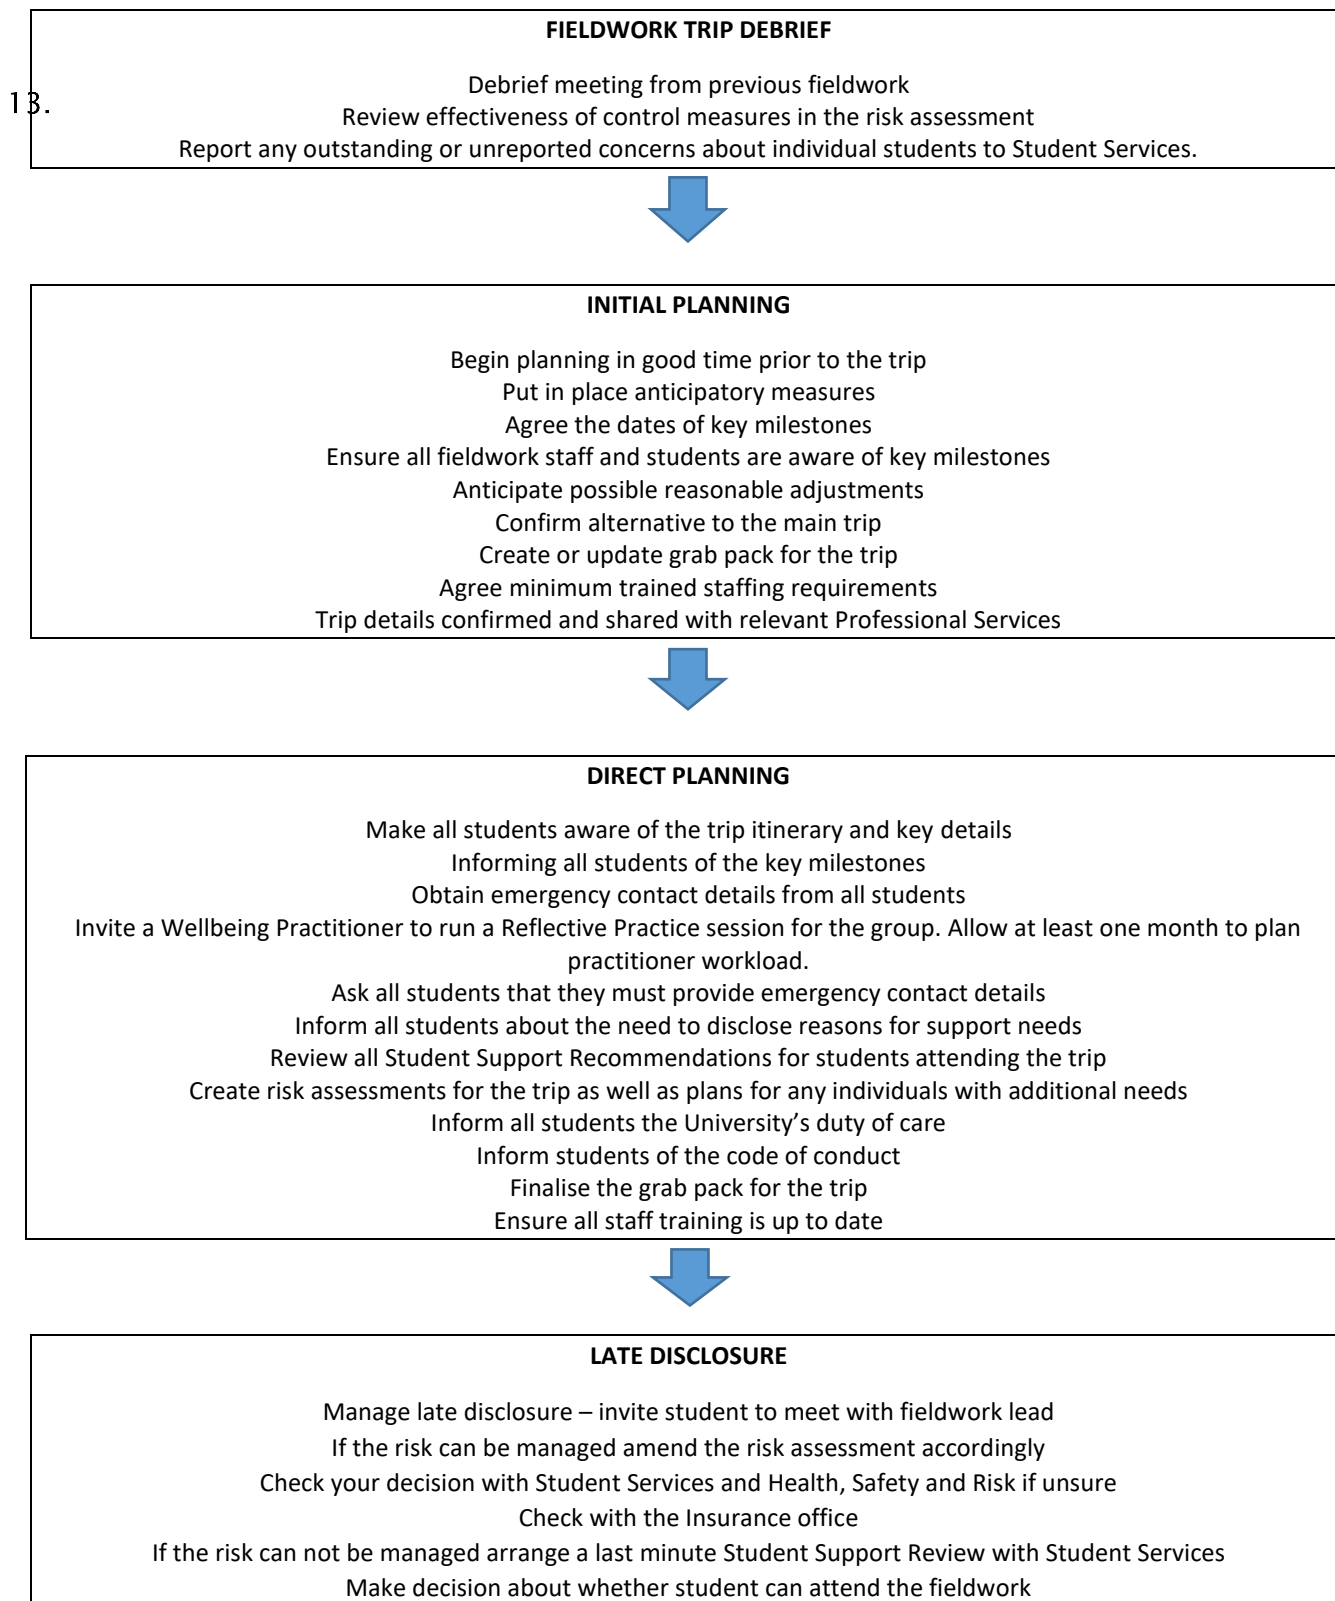 FIELDWORK TRIP DEBRIEF
13.
Debrief meeting from previous fieldwork
Review effectiveness of control measures in the risk assessment
Report any outstanding or unreported concerns about individual students to Student Services.
INITIAL PLANNING
Begin planning in good time prior to the trip
Put in place anticipatory measures
Agree the dates of key milestones
Ensure all fieldwork staff and students are aware of key milestones
Anticipate possible reasonable adjustments
Confirm alternative to the main trip
Create or update grab pack for the trip
Agree minimum trained staffing requirements
Trip details confirmed and shared with relevant Professional Services
DIRECT PLANNING
Make all students aware of the trip itinerary and key details
Informing all students of the key milestones
Obtain emergency contact details from all students
Invite a Wellbeing Practitioner to run a Reflective Practice session for the group. Allow at least one month to plan
practitioner workload.
Ask all students that they must provide emergency contact details
Inform all students about the need to disclose reasons for support needs
Review all Student Support Recommendations for students attending the trip
Create risk assessments for the trip as well as plans for any individuals with additional needs
Inform all students the University’s duty of care
Inform students of the code of conduct
Finalise the grab pack for the trip
Ensure all staff training is up to date
LATE DISCLOSURE
Manage late disclosure – invite student to meet with fieldwork lead
If the risk can be managed amend the risk assessment accordingly
Check your decision with Student Services and Health, Safety and Risk if unsure
Check with the Insurance office
If the risk can not be managed arrange a last minute Student Support Review with Student Services
Make decision about whether student can attend the fieldwork